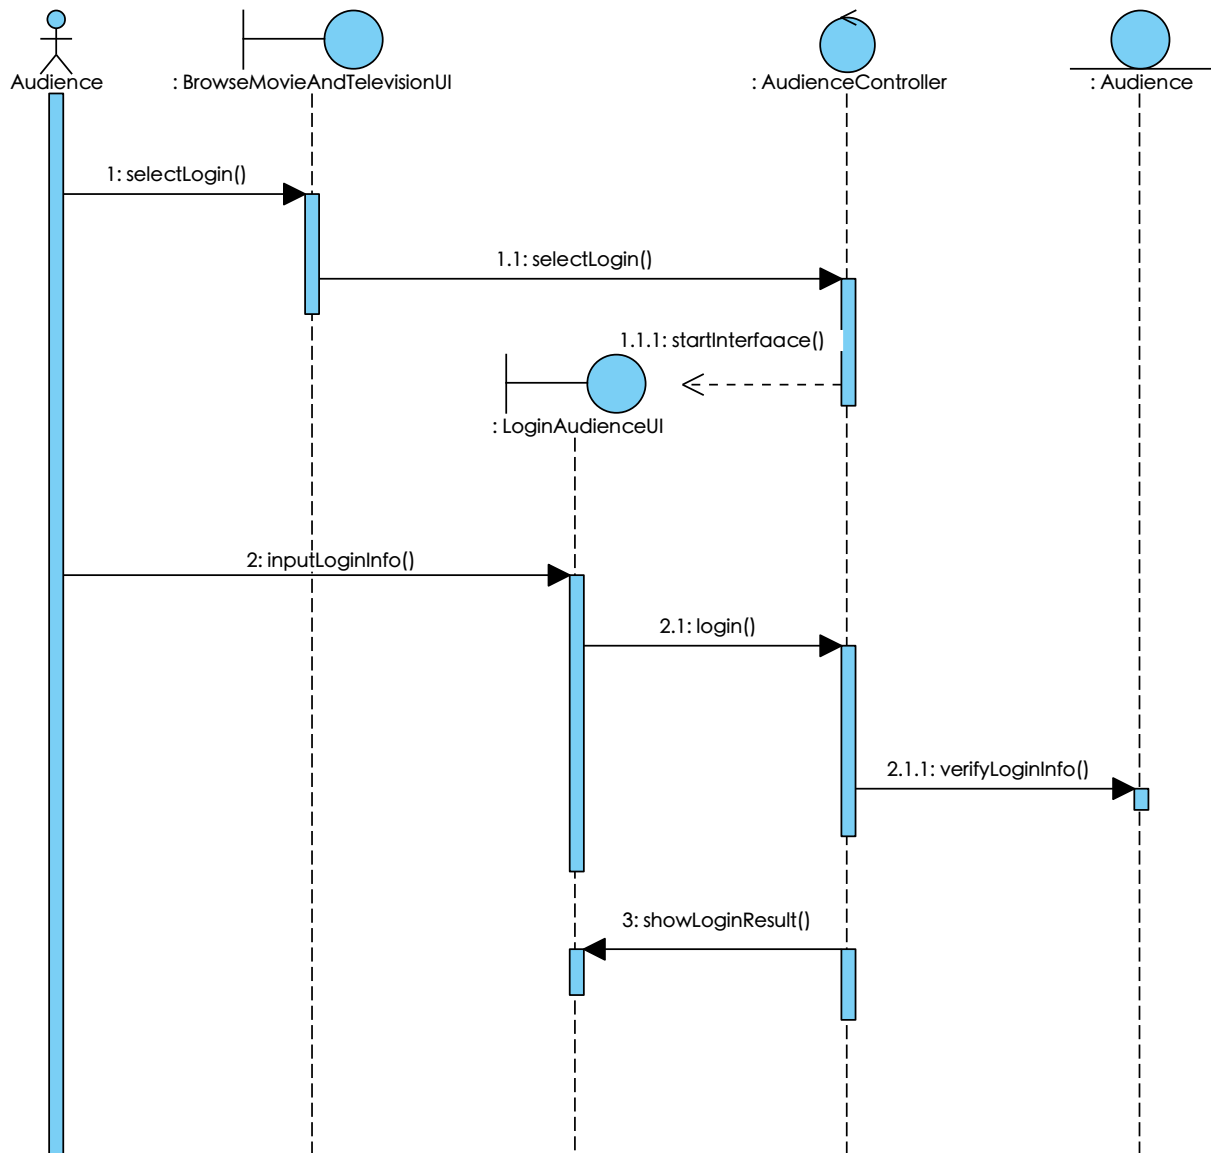 Audience
: BrowseMovieAndTelevisionUI
: AudienceController
: Audience
1: selectLogin()
1.1: selectLogin()
1.1.1: startInterfaace()
: LoginAudienceUI
2: inputLoginInfo()
2.1: login()
2.1.1: verifyLoginInfo()
3: showLoginResult()